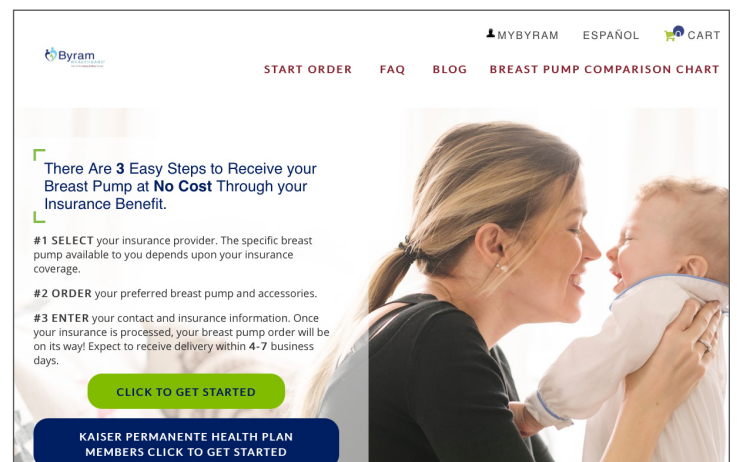 MYBYRAM ESPAÑOL 0 CART
Byram
HEALTHCARE
START ORDER FAQ BLOG BREAST PUMP COMPARISON CHART
There Are 3 Easy Steps to Receive your
Breast Pump at No Cost Through your
Insurance Benefit.
#1 SELECT your insurance provider. The specific breast
pump available to you depends upon your insurance
coverage.
#2 ORDER your preferred breast pump and accessories.
#3 ENTER your contact and insurance information. Once
your insurance is processed, your breast pump order will be
on its way! Expect to receive delivery within 4-7 business
days.
CLICK TO GET STARTED
KAISER PERMANENTE HEALTH PLAN
MEMBERS CLICK TO GET STARTED